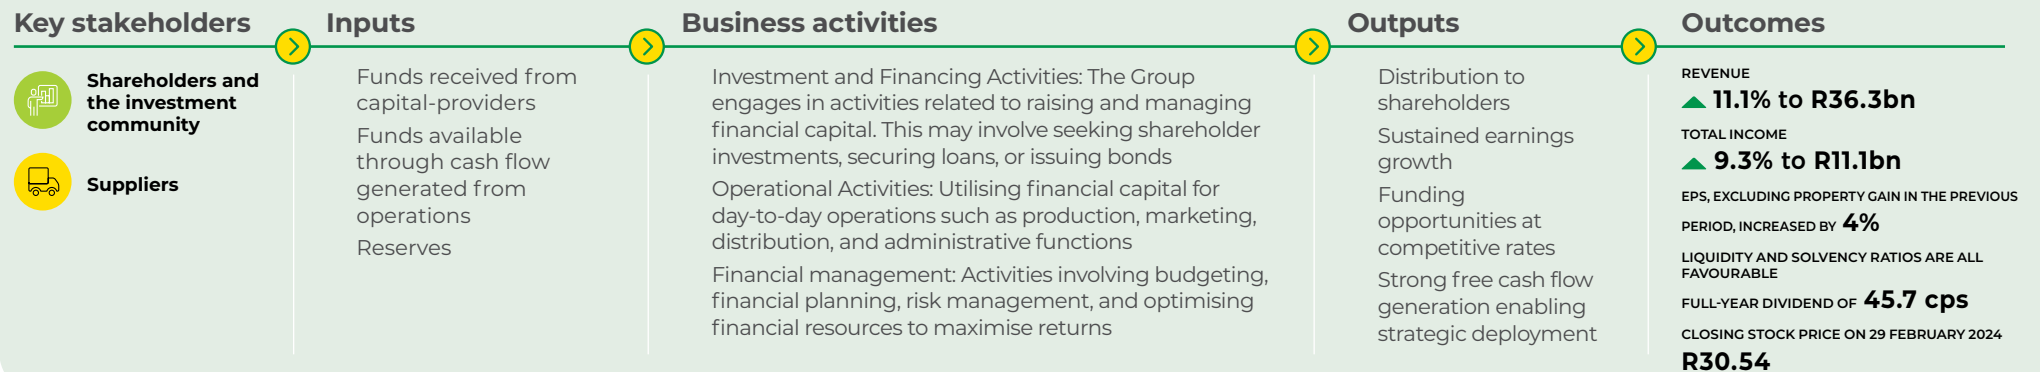 Key stakeholders
Inputs
Business activities
Outputs
Outcomes
Shareholders and
the investment
community
Suppliers
Funds received from
capital-providers
Funds available
through cash flow
generated from
operations
Reserves
Investment and Financing Activities: The Group
engages in activities related to raising and managing
financial capital. This may involve seeking shareholder
investments, securing loans, or issuing bonds
Operational Activities: Utilising financial capital for
day-to-day operations such as production, marketing,
distribution, and administrative functions
Financial management: Activities involving budgeting,
financial planning, risk management, and optimising
financial resources to maximise returns
Distribution to
shareholders
Sustained earnings
growth
Funding
opportunities at
competitive rates
Strong free cash flow
generation enabling
strategic deployment
REVENUE
11.1% to R36.3bn
TOTAL INCOME
9.3% to R11.1bn
EPS, EXCLUDING PROPERTY GAIN IN THE PREVIOUS
PERIOD, INCREASED BY 4%
LIQUIDITY AND SOLVENCY RATIOS ARE ALL
FAVOURABLE
FULL-YEAR DIVIDEND OF 45.7 cps
CLOSING STOCK PRICE ON 29 FEBRUARY 2024
R30.54